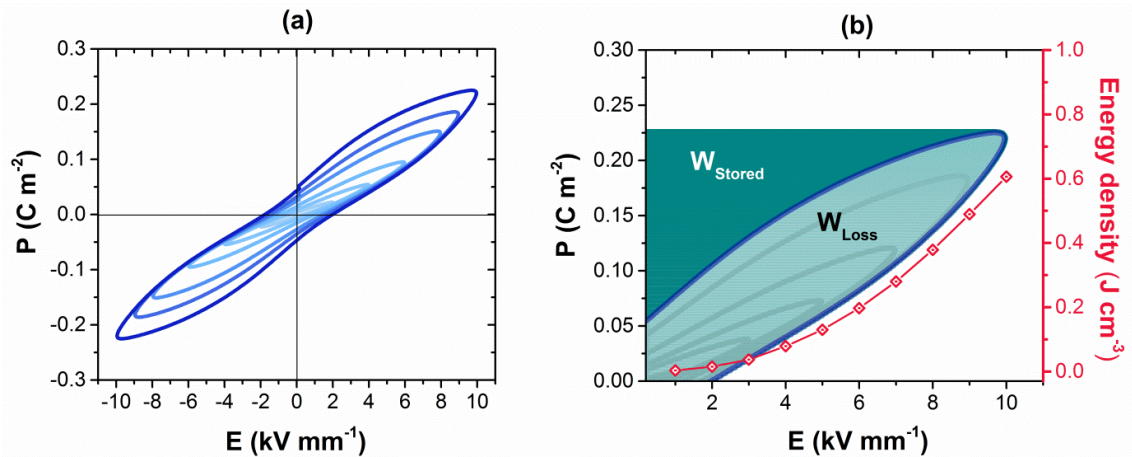 (a)
0.3
0.2
0.1
0.0
-0.1
-0.2
-0.3
P (C m⁻²)
-10 -8 -6 -4 -2 0 2 4 6 8 10
E (kV mm⁻¹)
(b)
0.30
0.25
0.20
0.15
0.10
0.05
0.00
P (C m⁻²)
W_Stored
W_Loss
2 4 6 8 10
E (kV mm⁻¹)
1.0
0.8
0.6
0.4
0.2
0.0
Energy density (J cm⁻³)